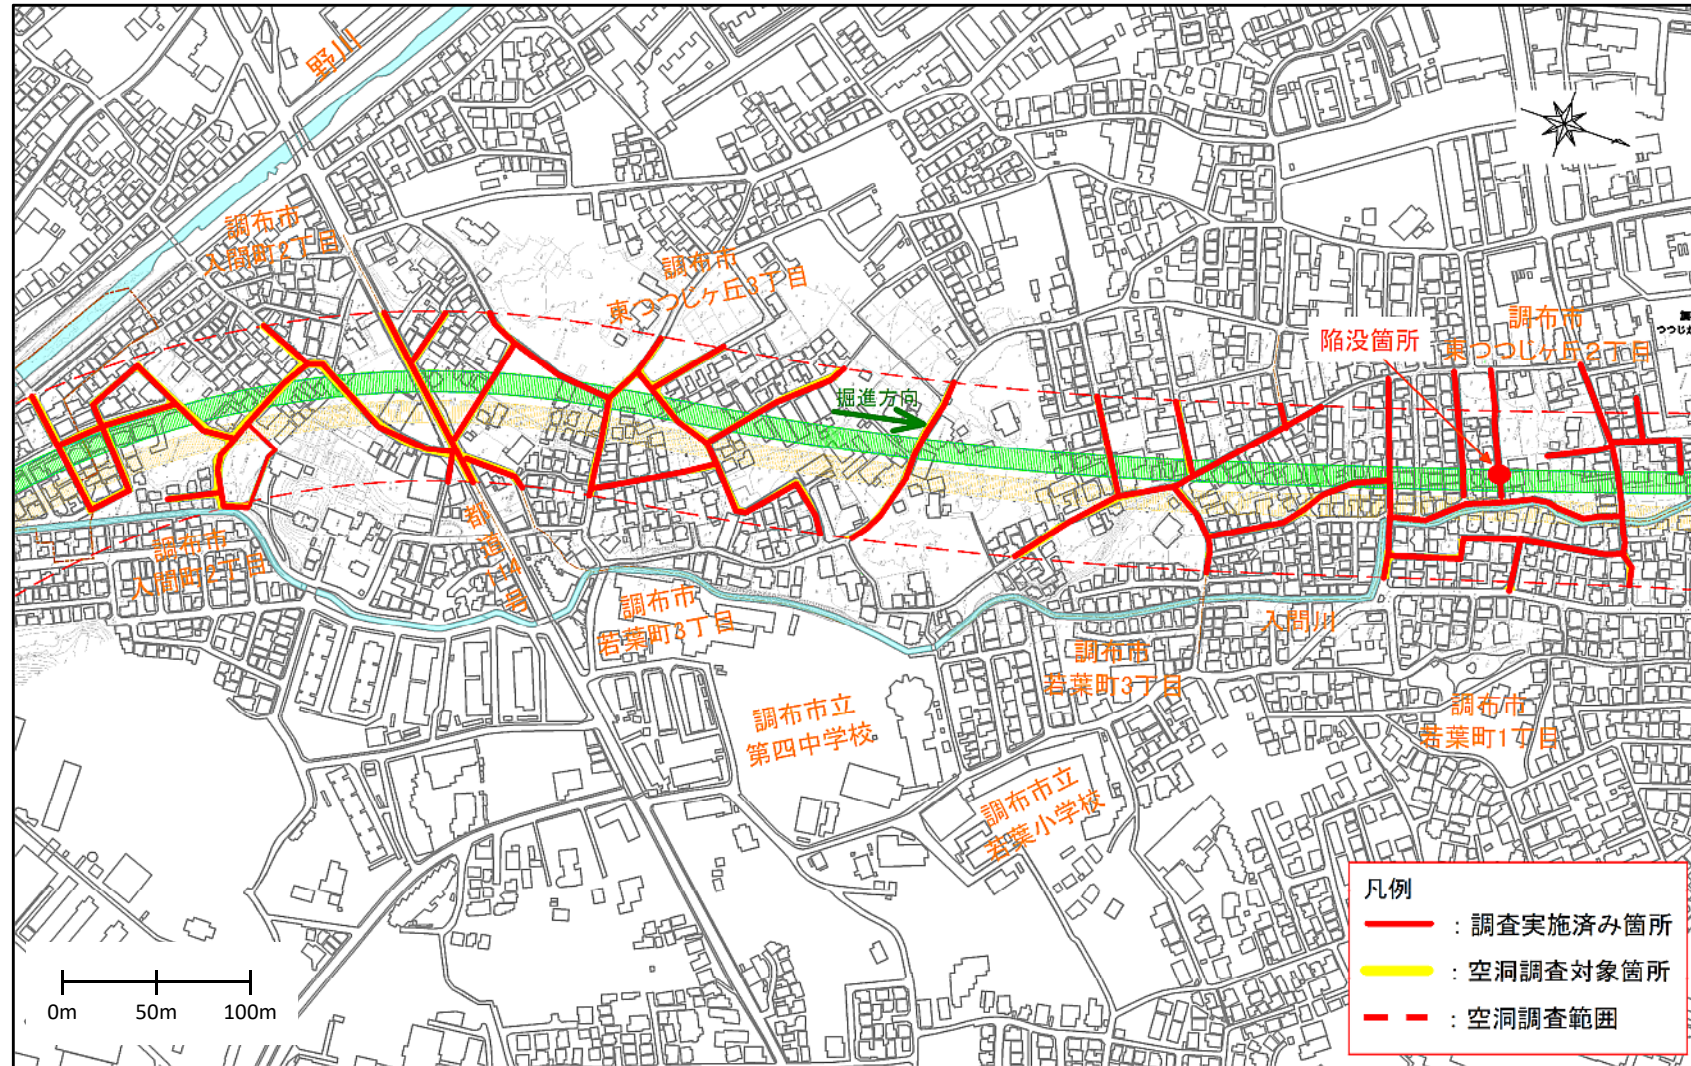 野川
調布市
入間町2丁目
調布市
東つつじヶ丘3丁目
陥没箇所
調布市
東つつじヶ丘2丁目
つつじか
掘進方向
都道114号
調布市
入間町2丁目
調布市
若葉町3丁目
入間川
調布市
若葉町3丁目
調布市立
第四中学校
調布市
若葉町1丁目
調布市立
若葉小学校
凡例
：調査実施済み箇所
：空洞調査対象箇所
：空洞調査範囲
0m 50m 100m